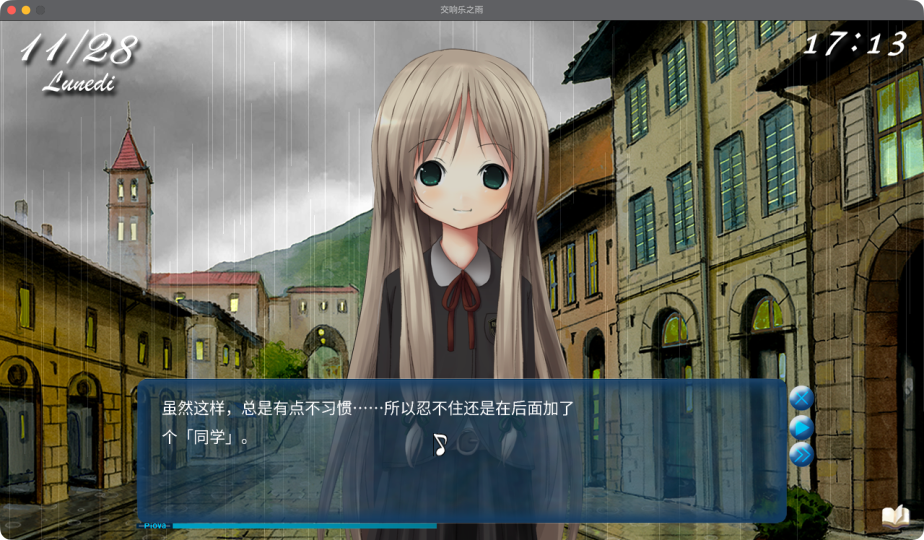 交响乐之雨
11/28
Lunedi
17:13
虽然这样，总是有点不习惯……所以忍不住还是在后面加了
个「同学」。
Piova